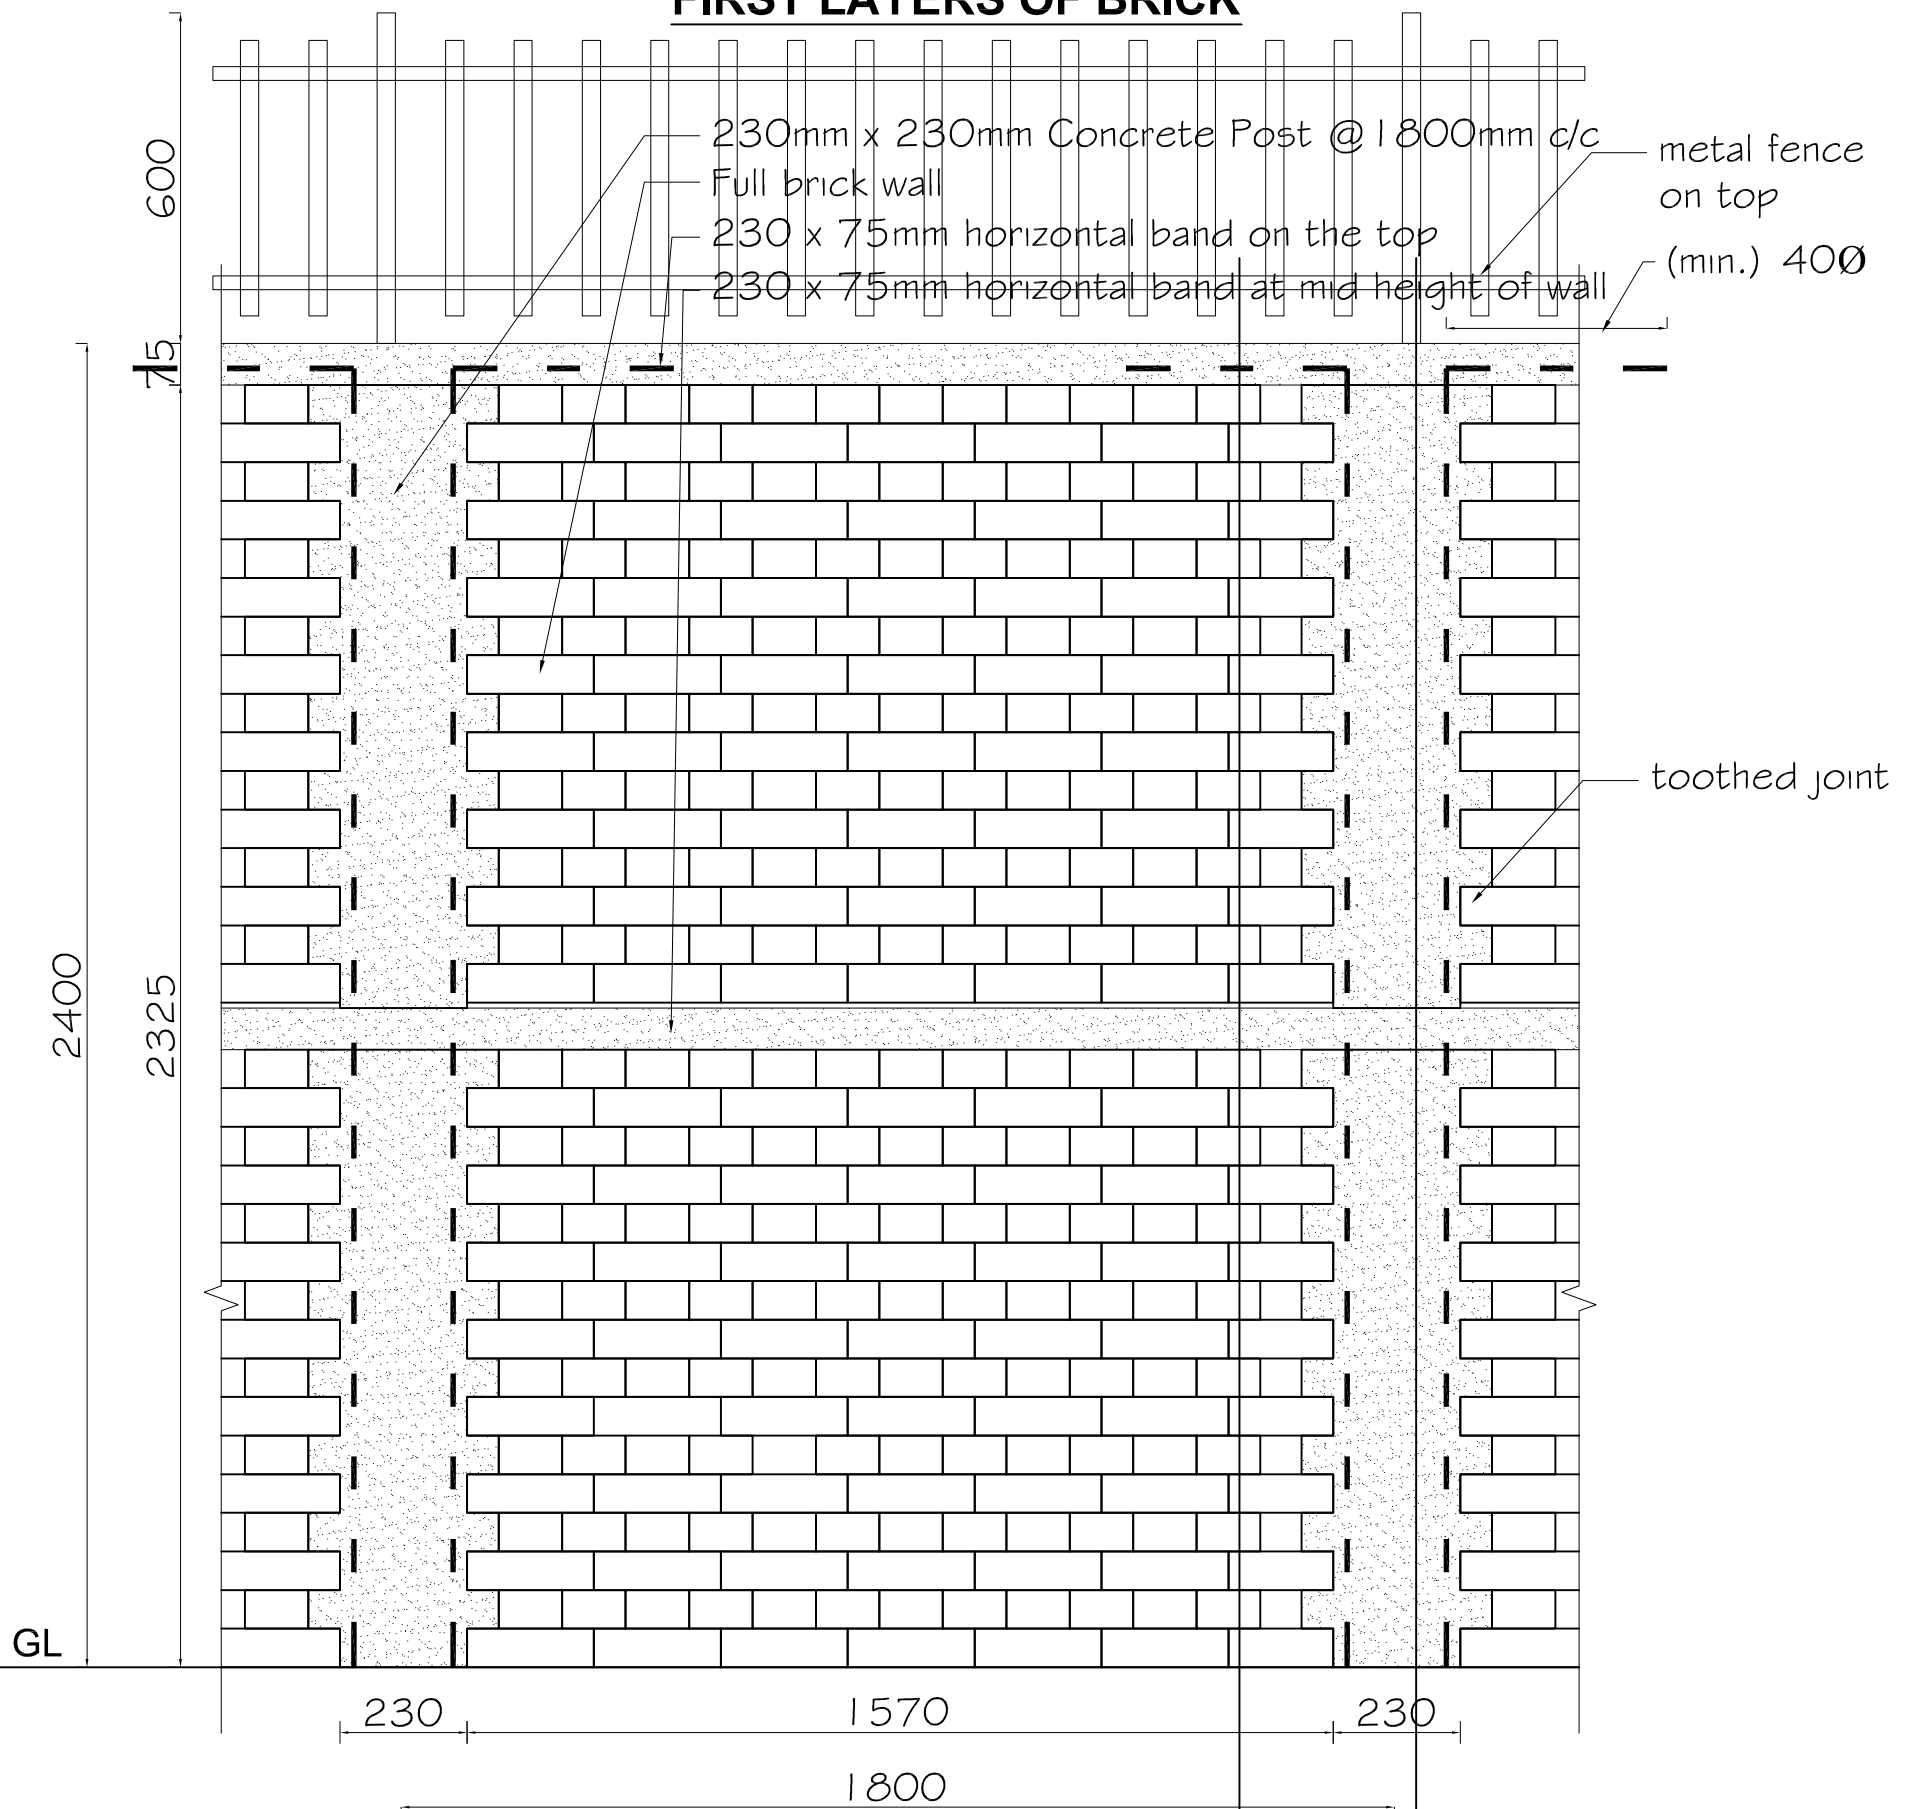 FIRST LAYERS OF BRICK
600
230mm x 230mm Concrete Post @ 1800mm c/c
Full brick wall
230 x 75mm horizontal band on the top
230 x 75mm horizontal band at mid height of wall
metal fence
on top
(min.) 40Ø
75
toothed joint
2400
2325
GL
230
1570
230
1800